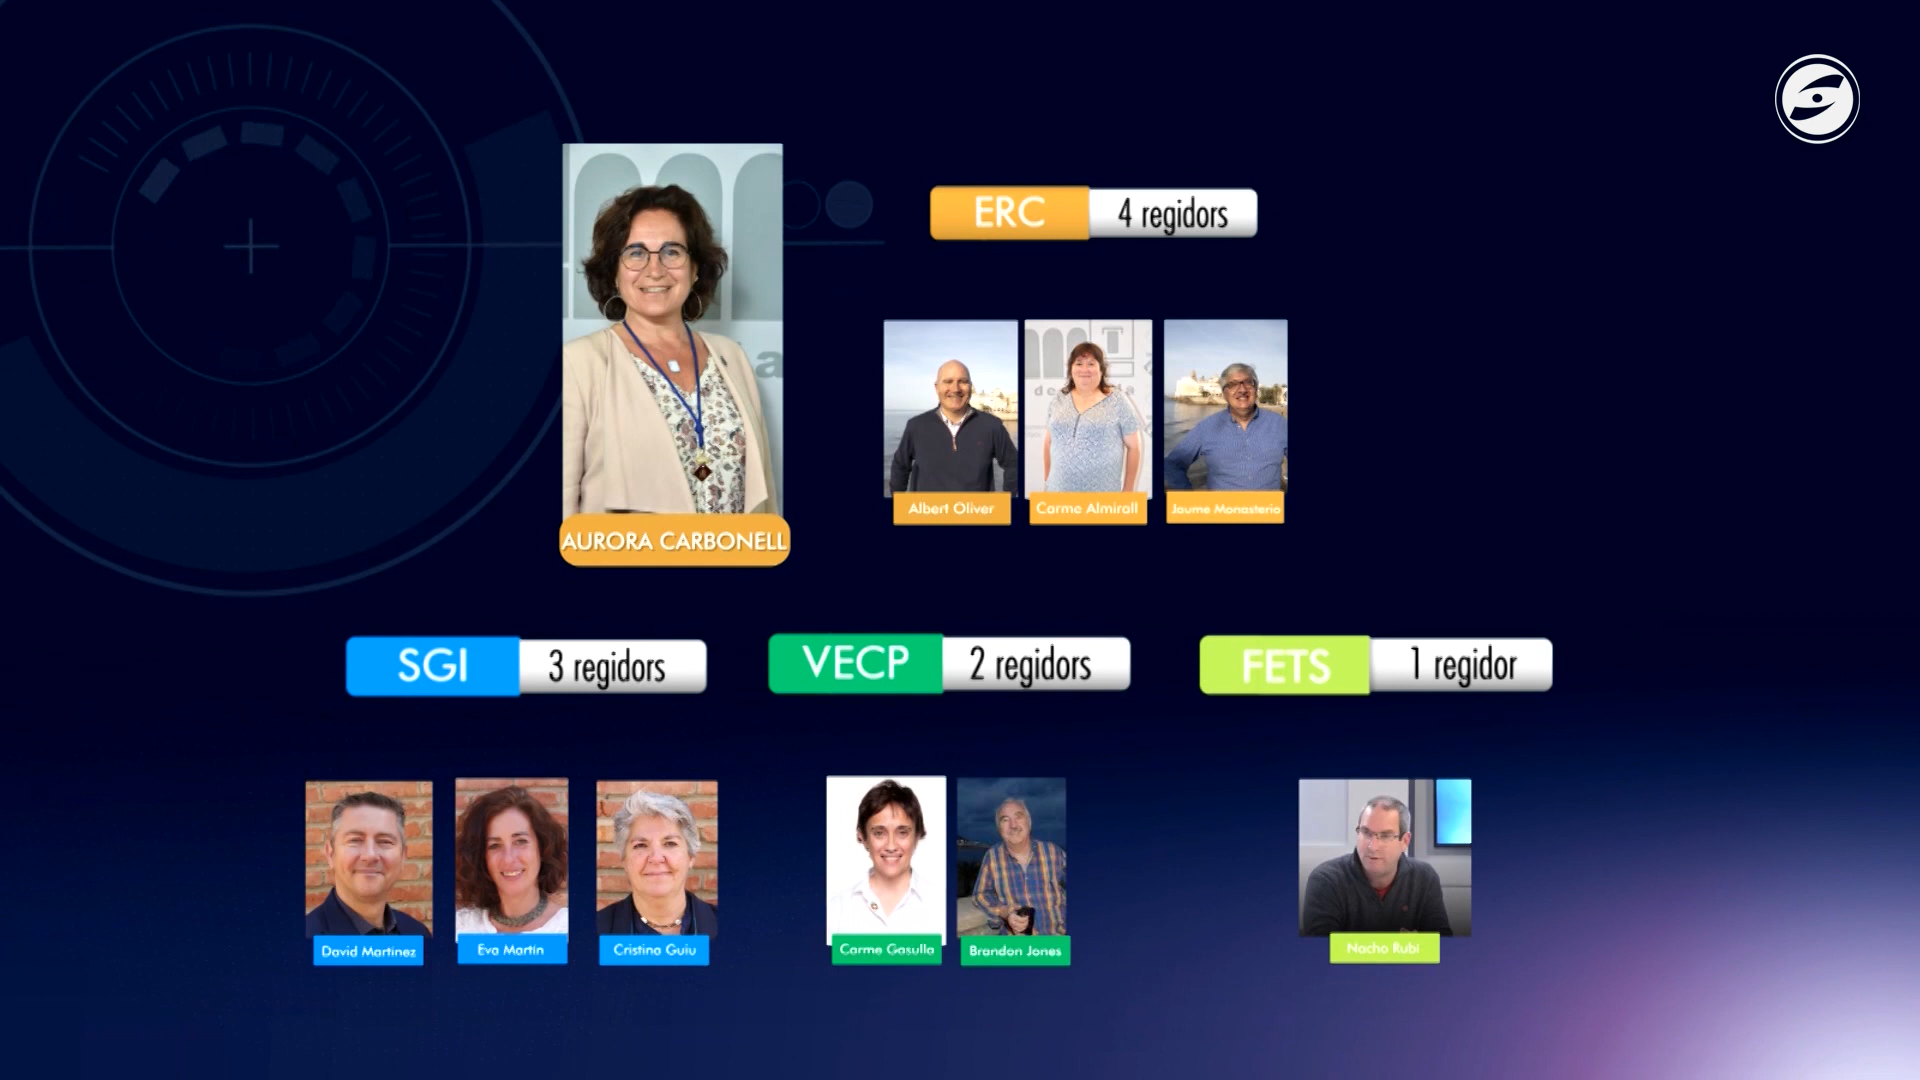 ERC
4 regidors
AURORA CARBONELL
Albert Oliver
Carme Almirall
Jaume Monasterio
SGI
3 regidors
VECP
2 regidors
FETS
1 regidor
David Martinez
Eva Martín
Cristina Guiu
Carme Gasulla
Brandon Jones
Nacho Rubi